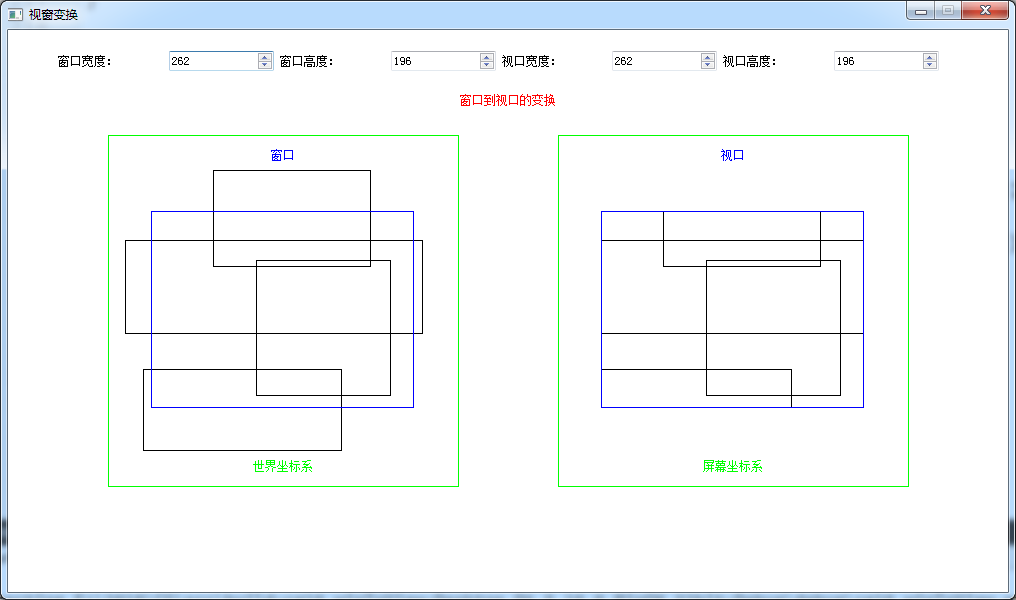 视窗变换
窗口宽度： 262 窗口高度： 196 视口宽度： 262 视口高度： 196
窗口到视口的变换
窗口
视口
世界坐标系
屏幕坐标系